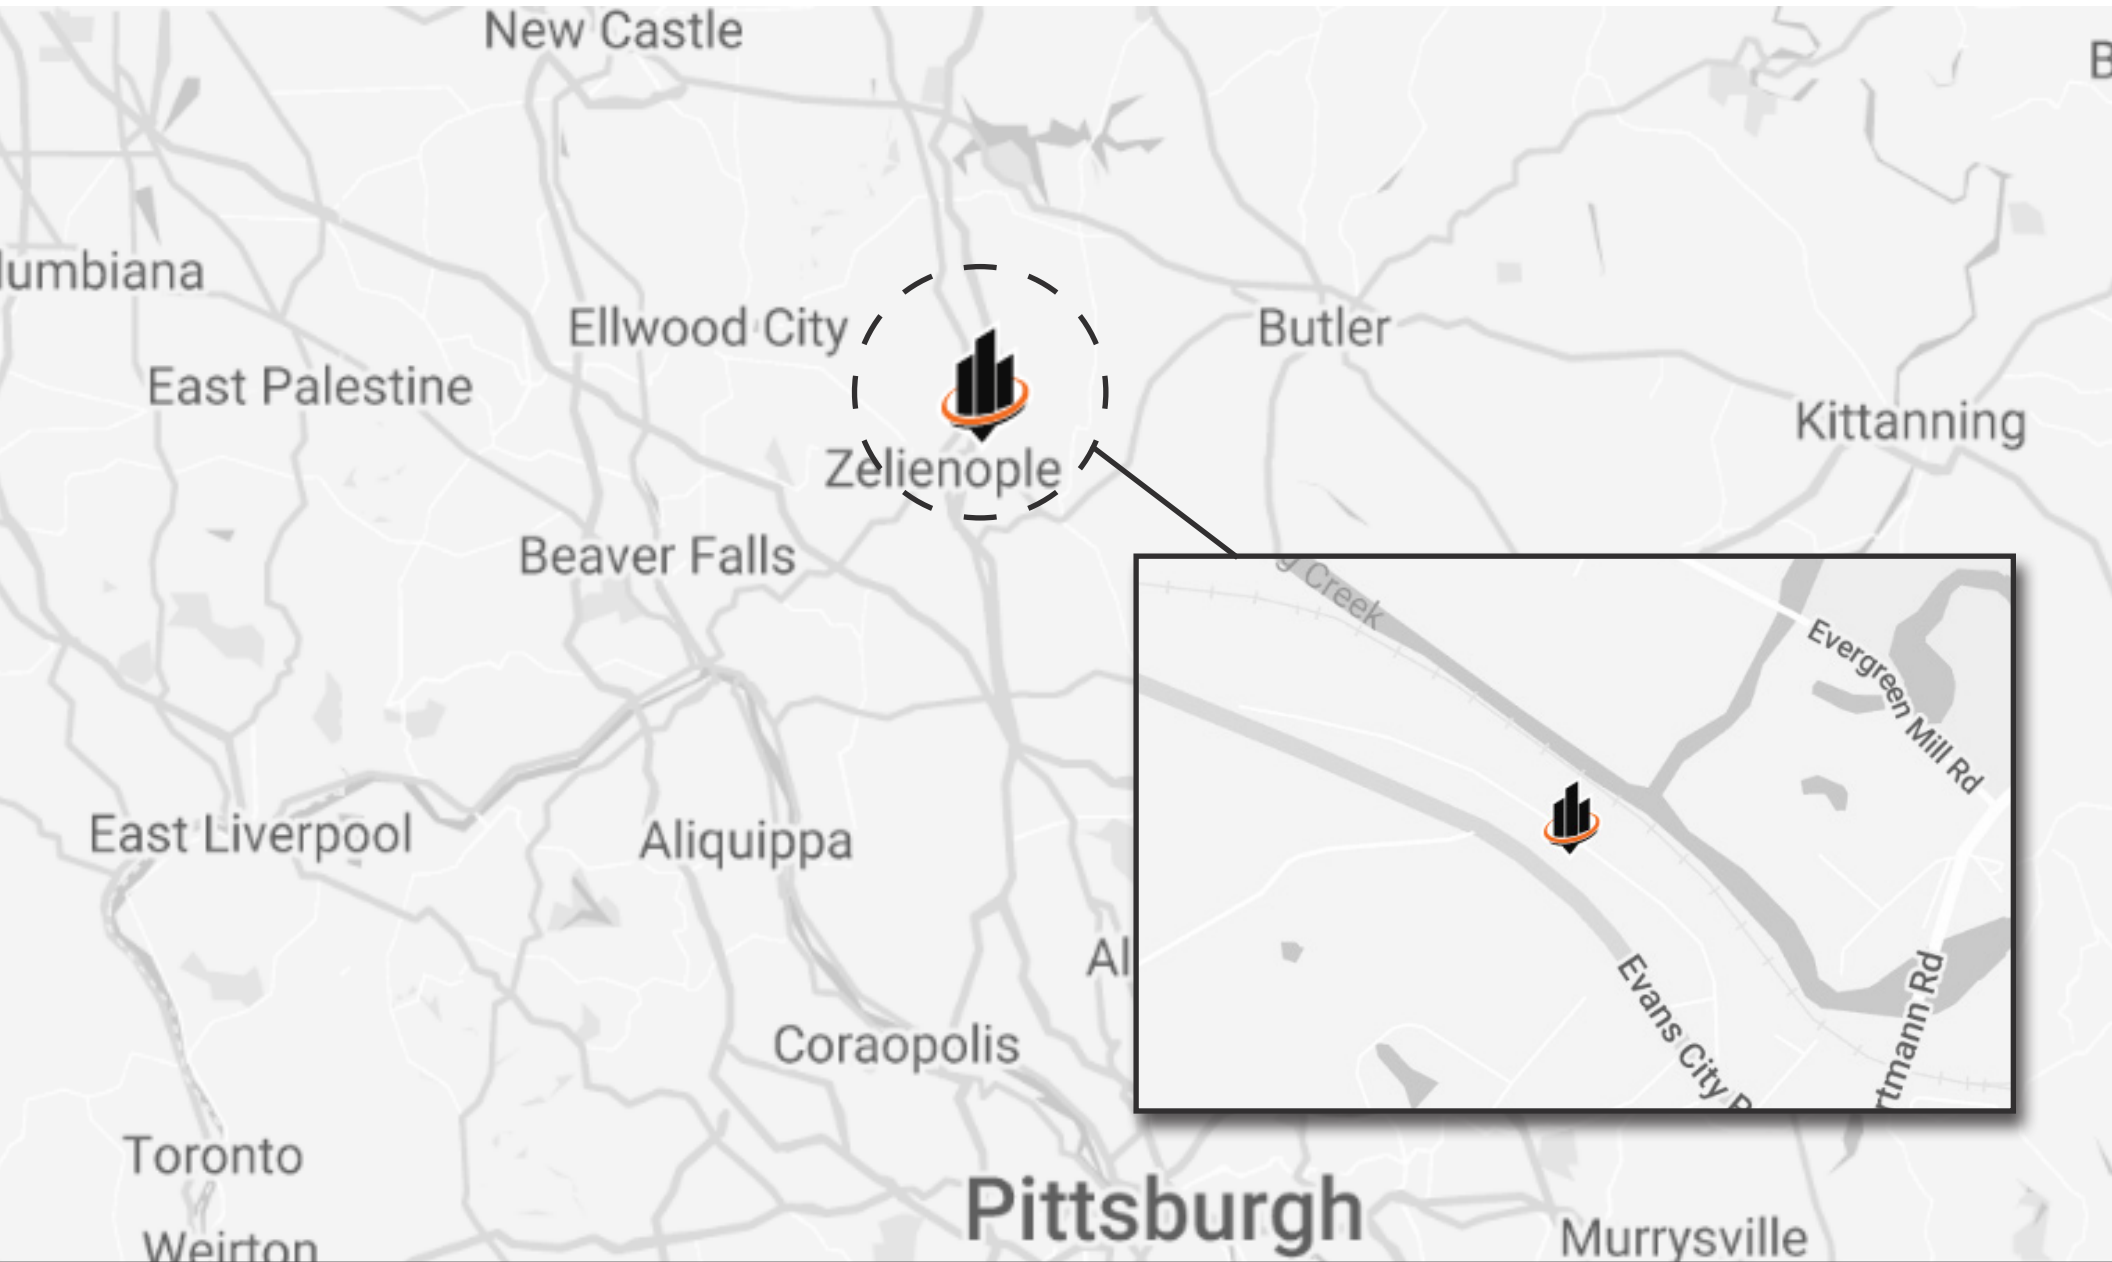 New Castle
B
lumbiana
Ellwood City
Butler
East Palestine
Kittanning
Zelienople
Beaver Falls
g Creek
Evergreen Mill Rd
East Liverpool
Aliquippa
Al
Evans City R
rtmann Rd
Coraopolis
Toronto
Pittsburgh
Weirton
Murrysville